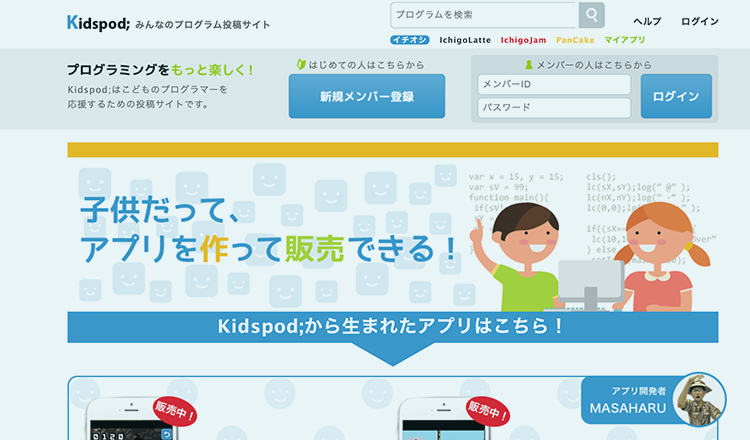 Kidspod; みんなのプログラム投稿サイト
プログラムを検索
ヘルプ ログイン
イチオシ IchigoLatte IchigoJam PanCake マイアプリ
プログラミングをもっと楽しく!
Kidspod;はこどものプログラマーを
応援するための投稿サイトです。
はじめての人はこちらから
新規メンバー登録
メンバーの人はこちらから
メンバーID
パスワード
ログイン
子供だって、
アプリを作って販売できる!
var x = 15, y = 15;
var sV = 99;
function main(){
if(sV
cls();
lc(sX,sY);log(“ @” );
lc(nX,nY);log(“ -” );
lc(0,0);
if((sX==
lc(10,
Over”
} else
Kidspod;から生まれたアプリはこちら!
販売中!
販売中!
アプリ開発者
MASAHARU
0120